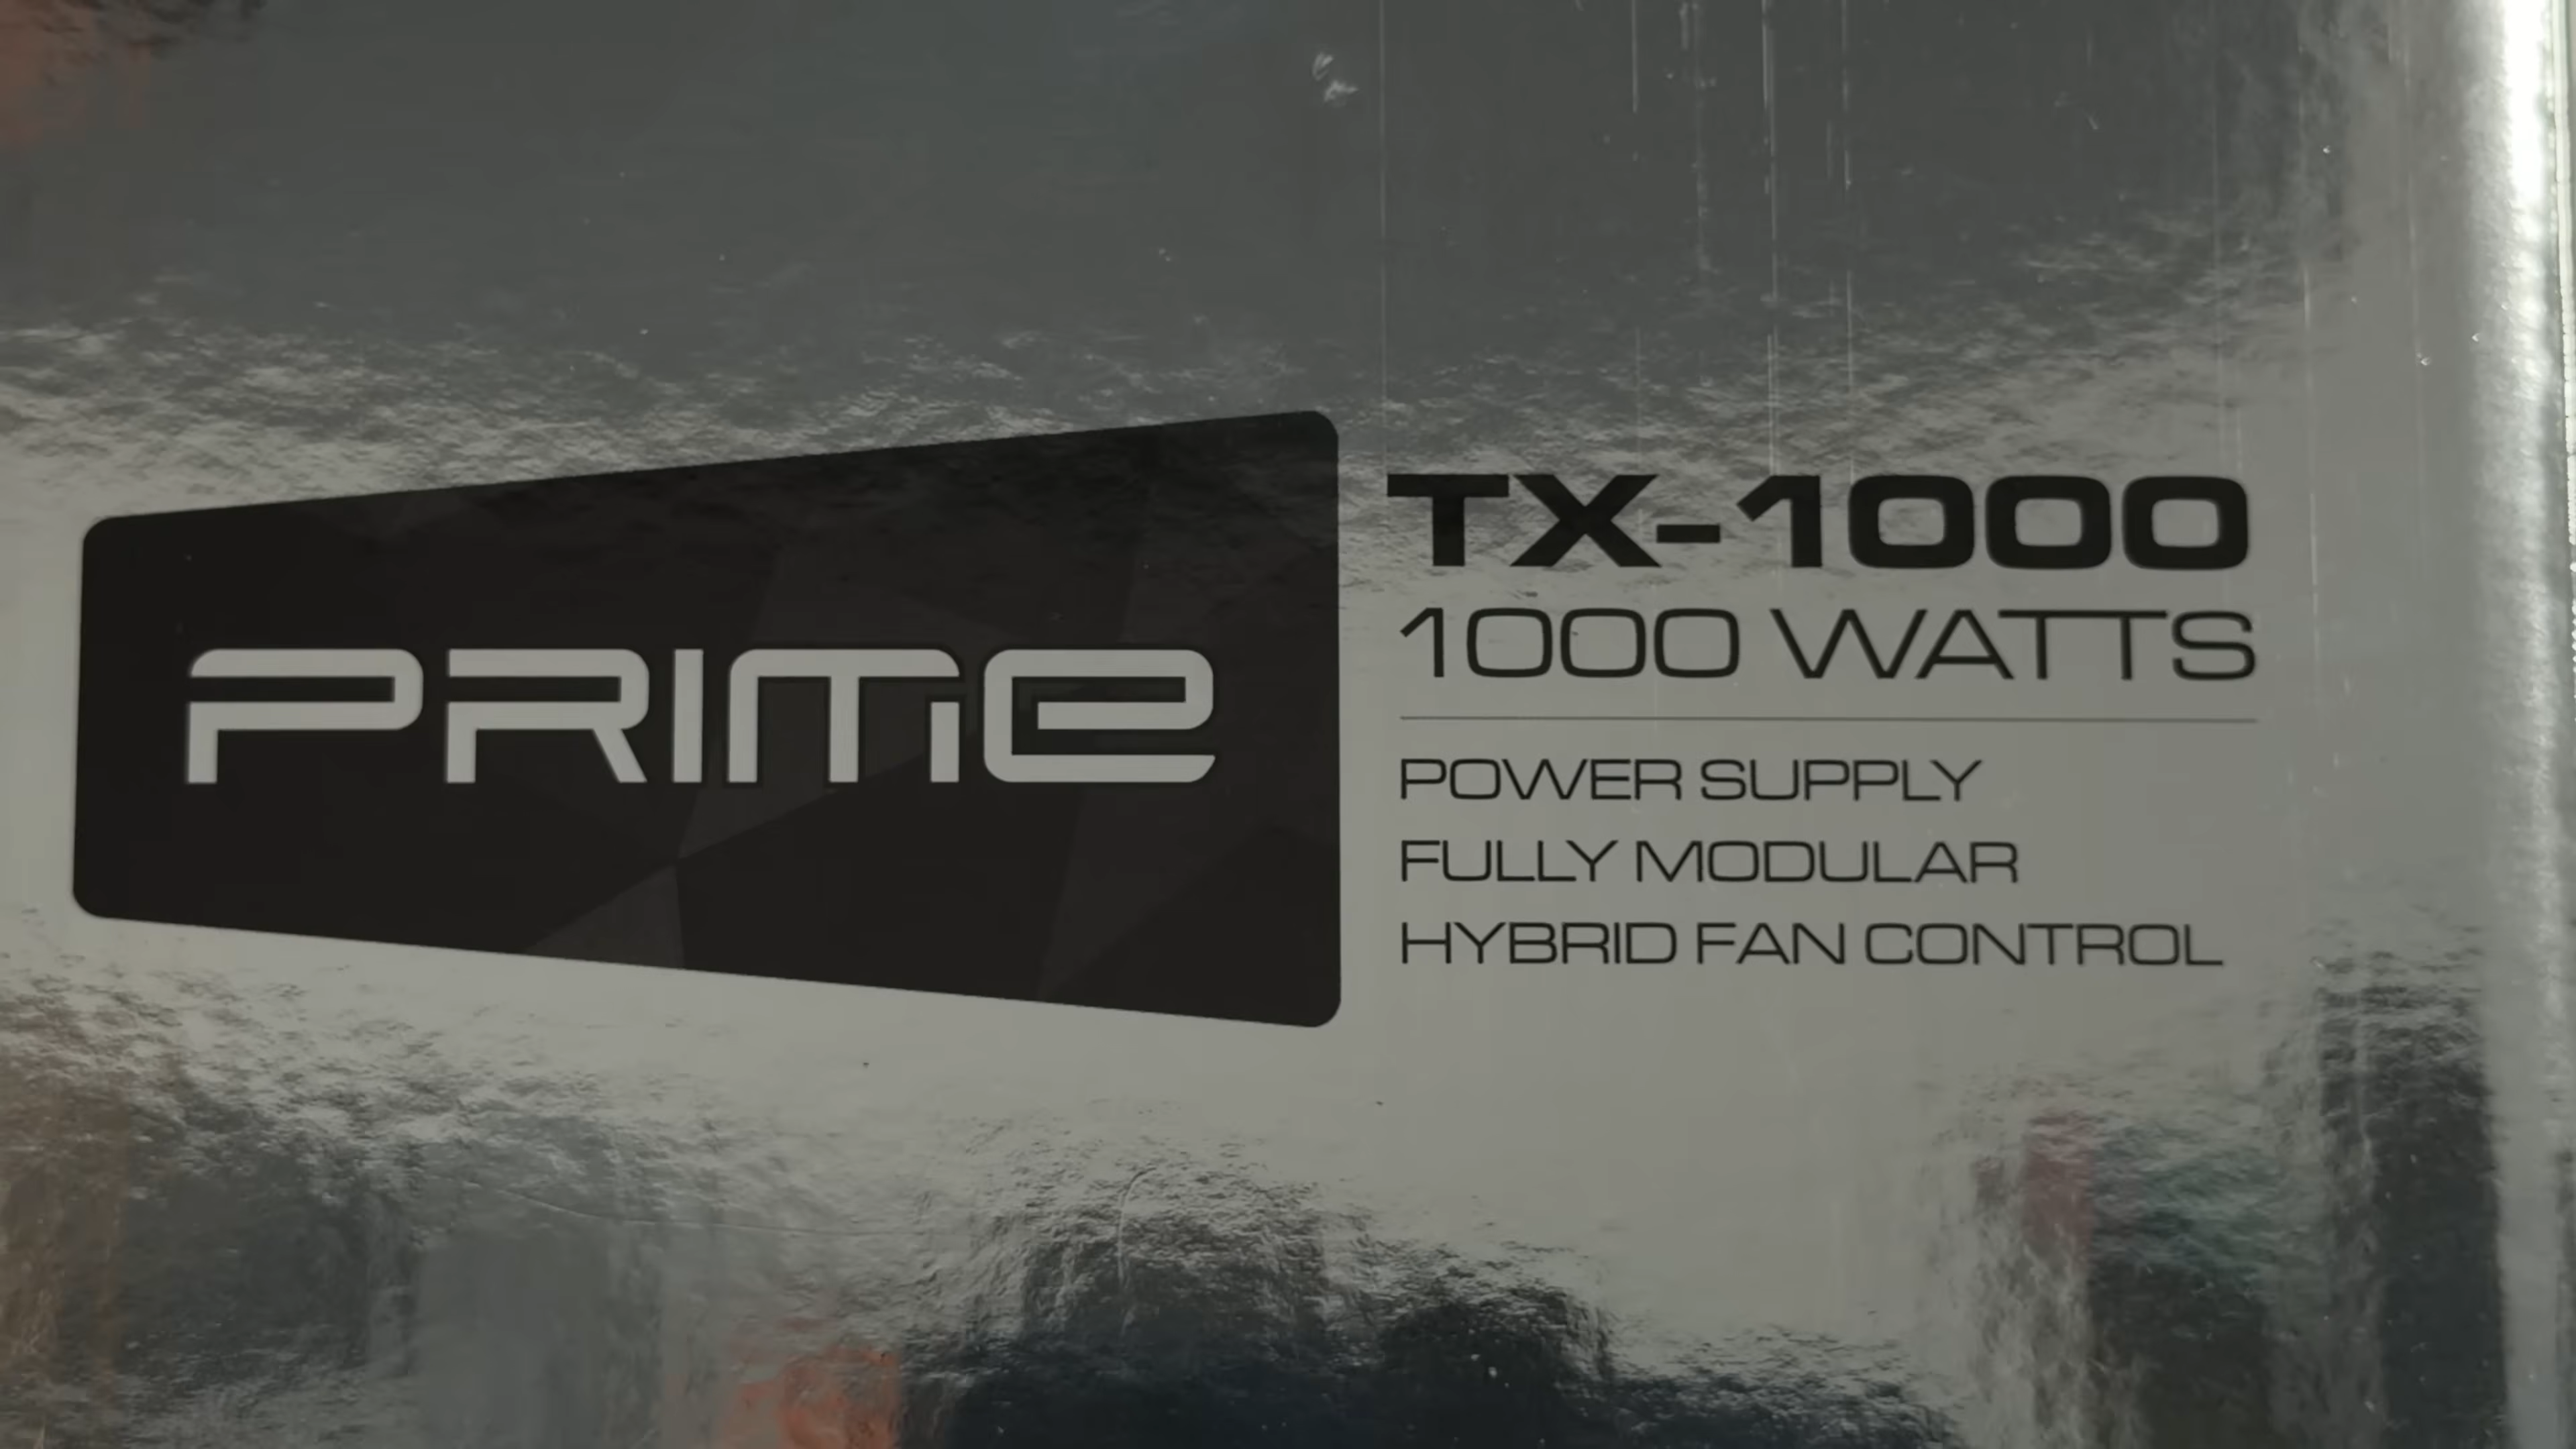 PRIME
TX-1000
1000 WATTS
POWER SUPPLY
FULLY MODULAR
HYBRID FAN CONTROL